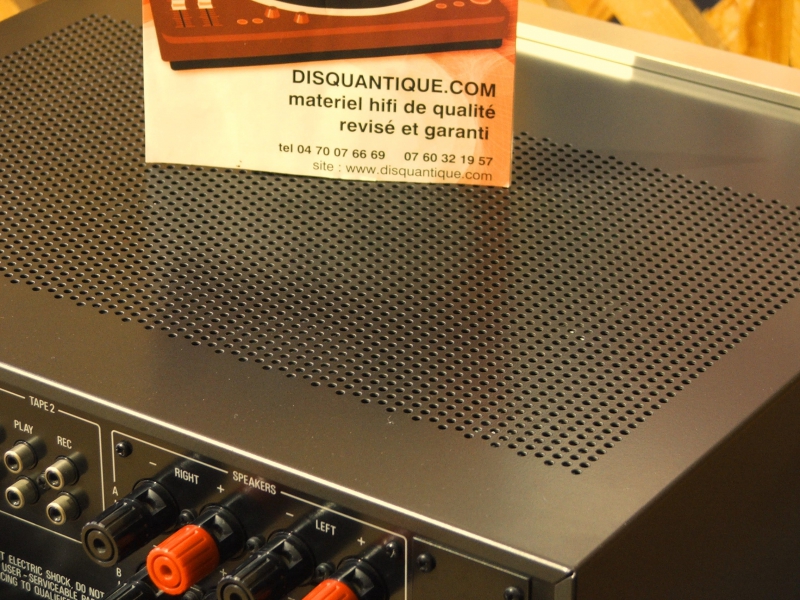 DISQUANTIQUE.COM
materiel hifi de qualité
revisé et garanti
tel 04 70 07 66 69 07 60 32 19 57
site : www.disquantique.com
TAPE 2
PLAY
REC
SPEAKERS
− RIGHT +
− LEFT +
A
B
ELECTRIC SHOCK, DO NOT
USER-SERVICEABLE
TO